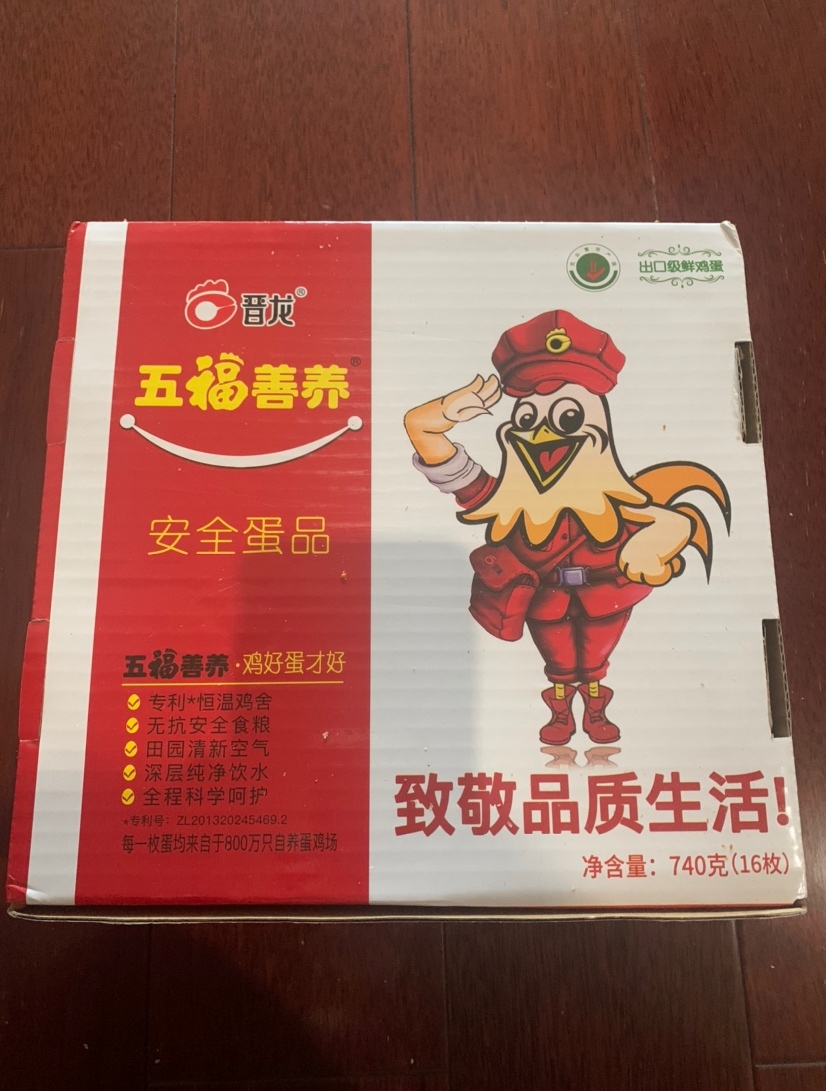 晋龙®
五福善养®
安全蛋品
五福善养·鸡好蛋才好
专利*恒温鸡舍
无抗安全食粮
田园清新空气
深层纯净饮水
全程科学呵护
*专利号：ZL201320245469.2
每一枚蛋均来自于800万只自养蛋鸡场
出口级鲜鸡蛋
致敬品质生活!
净含量：740克(16枚)